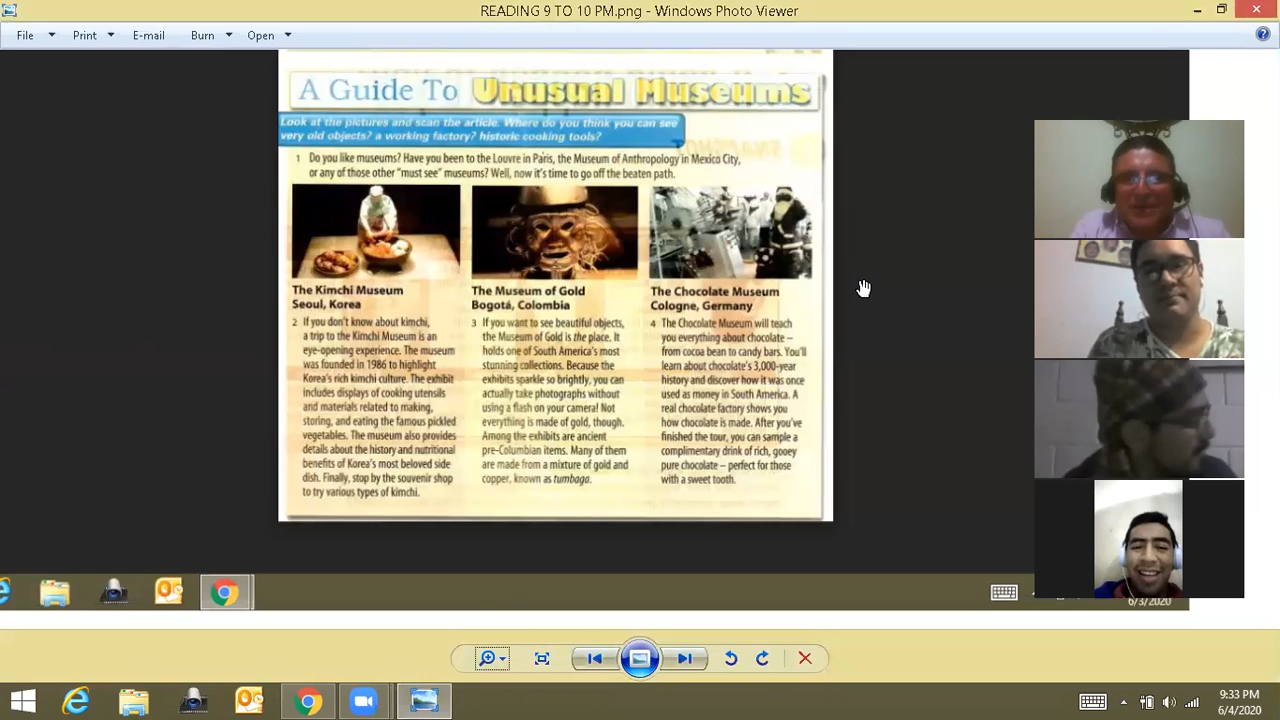 READING 9 TO 10 PM.png - Windows Photo Viewer
File Print E-mail Burn Open
A Guide To Unusual Museums
Look at the pictures and scan the article. Where do you think you can see
very old objects? a working factory? historic cooking tools?
1 Do you like museums? Have you been to the Louvre in Paris, the Museum of Anthropology in Mexico City,
or any of those other "must see" museums? Well, now it's time to go off the beaten path.
The Kimchi Museum
Seoul, Korea
2 If you don't know about kimchi,
a trip to the Kimchi Museum is an
eye-opening experience. The museum
was founded in 1986 to highlight
Korea's rich kimchi culture. The exhibit
includes displays of cooking utensils
and materials related to making,
storing, and eating the famous pickled
vegetables. The museum also provides
details about the history and nutritional
benefits of Korea's most beloved side
dish. Finally, stop by the souvenir shop
to try various types of kimchi.
The Museum of Gold
Bogotá, Colombia
3 If you want to see beautiful objects,
the Museum of Gold is the place. It
holds one of South America's most
stunning collections. Because the
exhibits sparkle so brightly, you can
actually take photographs without
using a flash on your camera! Not
everything is made of gold, though.
Among the exhibits are ancient
pre-Columbian items. Many of them
are made from a mixture of gold and
copper, known as tumbaga.
The Chocolate Museum
Cologne, Germany
4 The Chocolate Museum will teach
you everything about chocolate –
from cocoa bean to candy bars. You'll
learn about chocolate's 3,000-year
history and discover how it was once
used as money in South America. A
real chocolate factory shows you
how chocolate is made. After you've
finished the tour, you can sample a
complimentary drink of rich, gooey
pure chocolate – perfect for those
with a sweet tooth.
6/3/2020
9:33 PM
6/4/2020